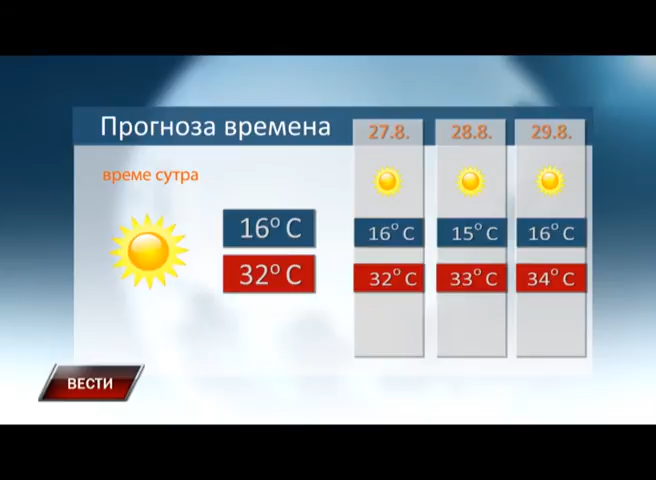 Прогноза времена
време сутра
16° C
32° C
27.8. 28.8. 29.8.
16° C 15° C 16° C
32° C 33° C 34° C
ВЕСТИ